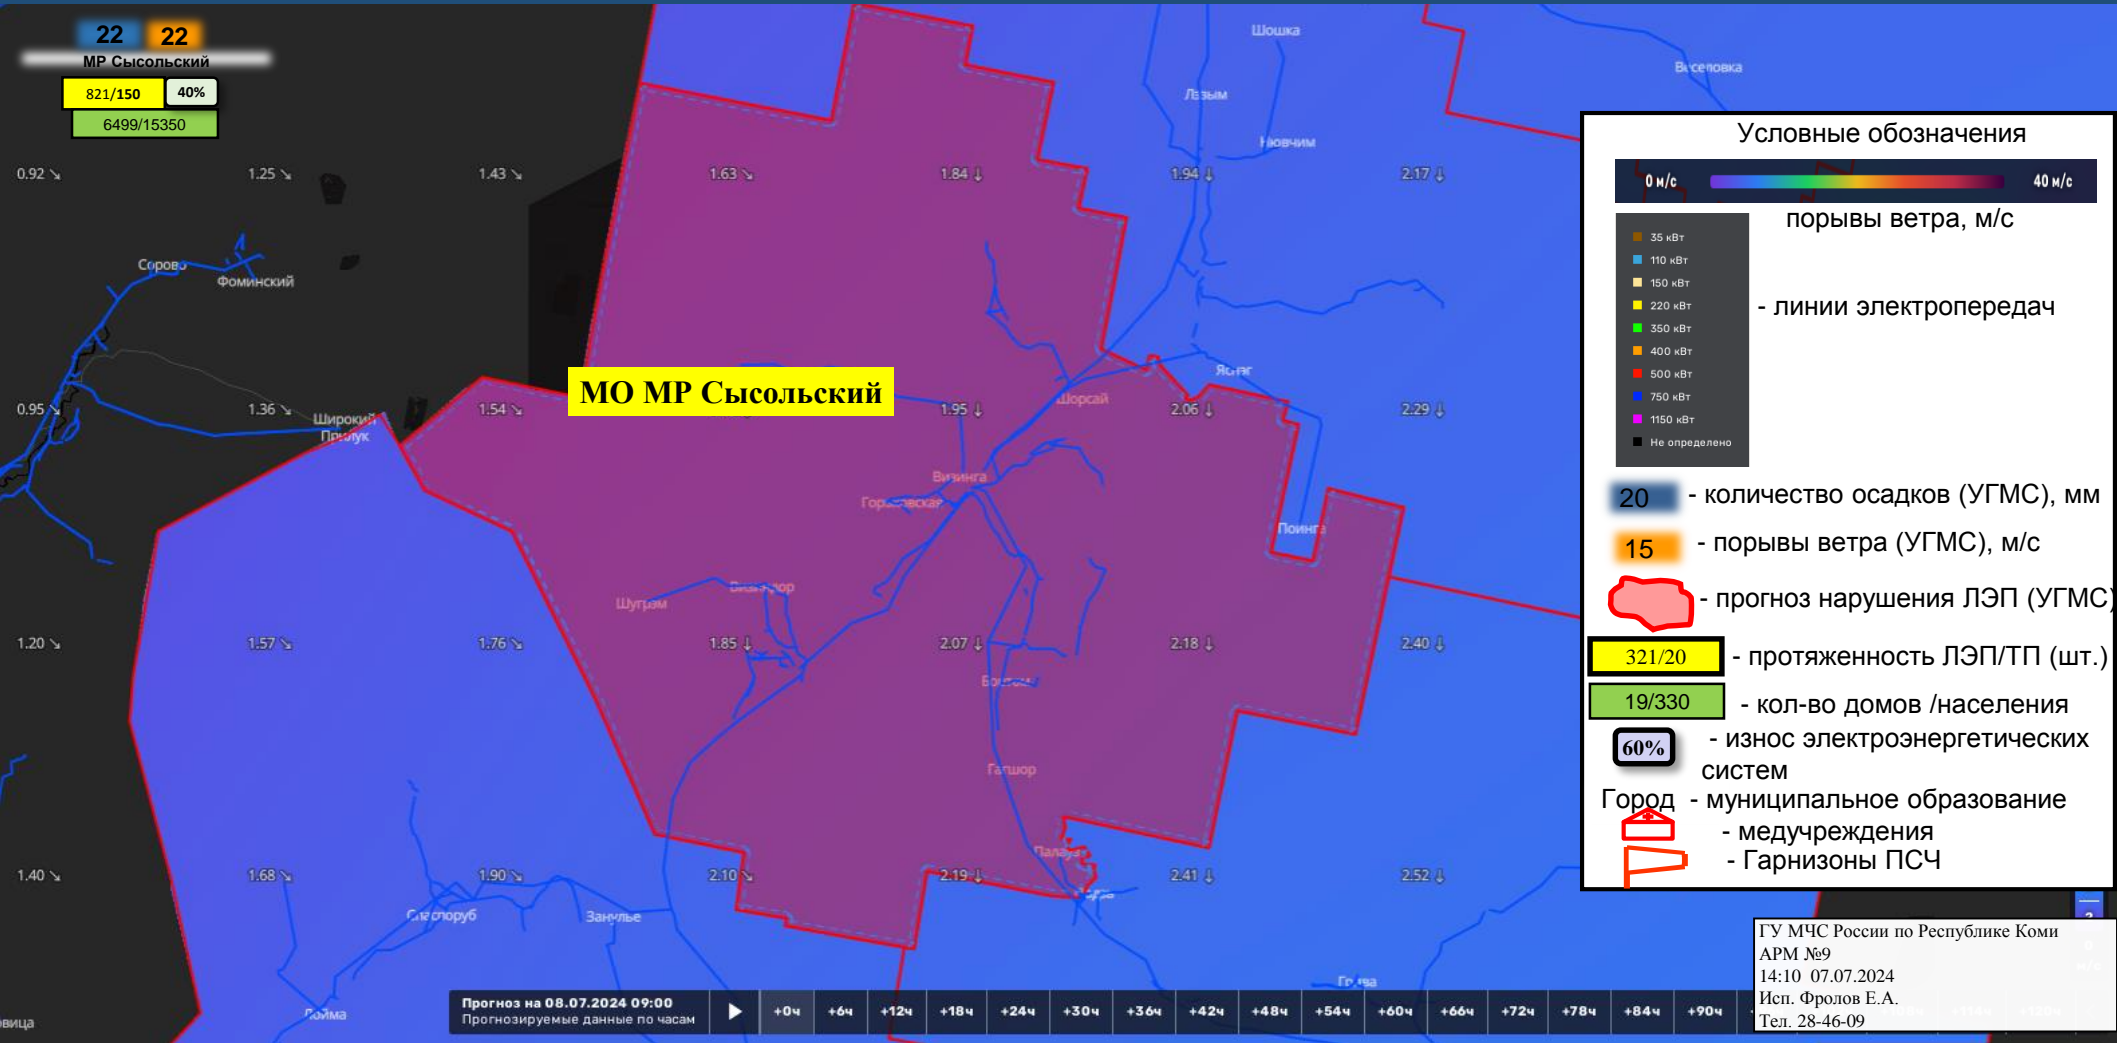 22 22
МР Сысольский
821/150 40%
6499/15350
Шошка
Веселовка
Лэзым
Нювчим
0.92 ↘ 1.25 ↘ 1.43 ↘ 1.63 ↘ 1.84 ↓ 1.94 ↓ 2.17 ↓
Сорово
Фоминский
МО МР Сысольский
Яснэг
Шорсай
0.95 ↘ 1.36 ↘ 1.54 ↘ 1.95 ↓ 2.06 ↓ 2.29 ↓
Широкий
Прилук
Визинга
Горьковская
Поинга
Визиндор
Шугрэм
1.20 ↘ 1.57 ↘ 1.76 ↘ 1.85 ↓ 2.07 ↓ 2.18 ↓ 2.40 ↓
Гагшор
Палауз
1.40 ↘ 1.68 ↘ 1.90 ↘ 2.10 ↘ 2.19 ↓ 2.41 ↓ 2.52 ↓
Спаспоруб
Занулье
Лойма
вица
Условные обозначения
0 м/с 40 м/с
порывы ветра, м/с
35 кВт
110 кВт
150 кВт
220 кВт
350 кВт
400 кВт
500 кВт
750 кВт
1150 кВт
Не определено
- линии электропередач
20 - количество осадков (УГМС), мм
15 - порывы ветра (УГМС), м/с
- прогноз нарушения ЛЭП (УГМС)
321/20 - протяженность ЛЭП/ТП (шт.)
19/330 - кол-во домов /населения
60% - износ электроэнергетических
систем
Город - муниципальное образование
- медучреждения
- Гарнизоны ПСЧ
ГУ МЧС России по Республике Коми
АРМ №9
14:10 07.07.2024
Исп. Фролов Е.А.
Тел. 28-46-09
Прогноз на 08.07.2024 09:00
Прогнозируемые данные по часам
+0ч +6ч +12ч +18ч +24ч +30ч +36ч +42ч +48ч +54ч +60ч +66ч +72ч +78ч +84ч +90ч